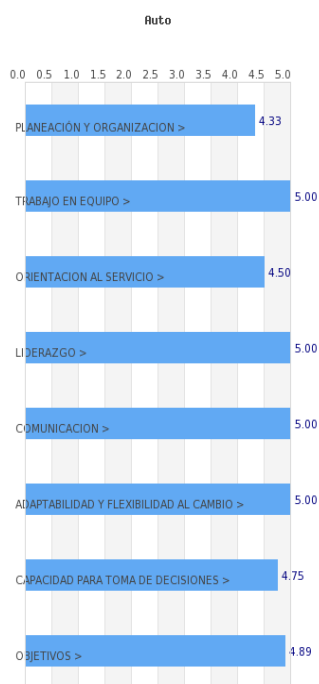 Auto
0.0 0.5 1.0 1.5 2.0 2.5 3.0 3.5 4.0 4.5 5.0
PLANEACIÓN Y ORGANIZACION > 4.33
TRABAJO EN EQUIPO > 5.00
ORIENTACION AL SERVICIO > 4.50
LIDERAZGO > 5.00
COMUNICACION > 5.00
ADAPTABILIDAD Y FLEXIBILIDAD AL CAMBIO > 5.00
CAPACIDAD PARA TOMA DE DECISIONES > 4.75
OBJETIVOS > 4.89